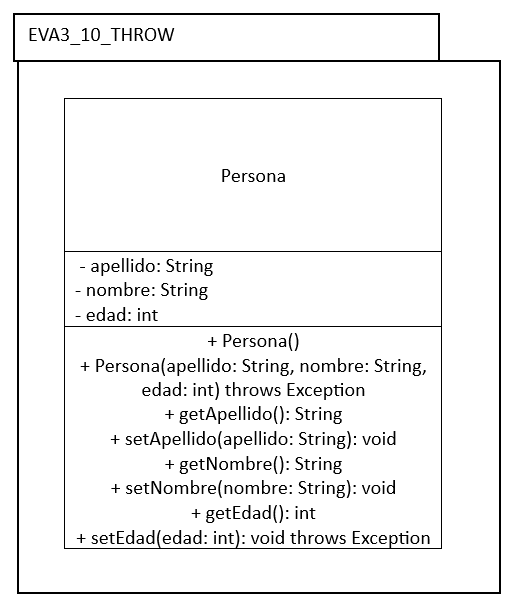 EVA3_10_THROW
Persona
- apellido: String
- nombre: String
- edad: int
+ Persona()
+ Persona(apellido: String, nombre: String,
edad: int) throws Exception
+ getApellido(): String
+ setApellido(apellido: String): void
+ getNombre(): String
+ setNombre(nombre: String): void
+ getEdad(): int
+ setEdad(edad: int): void throws Exception